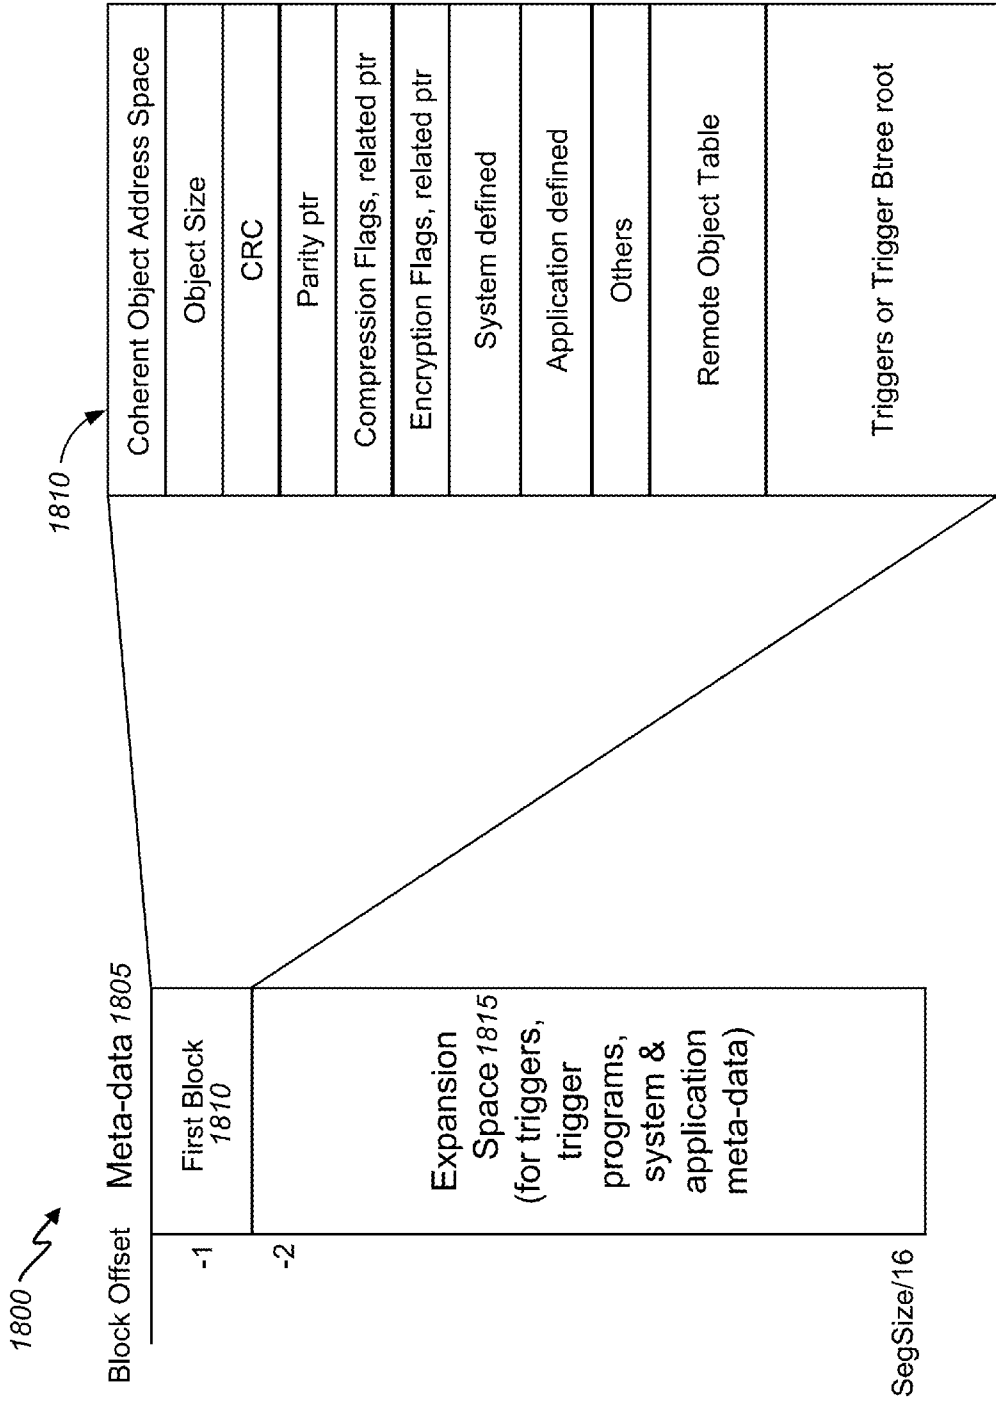 1800
Block Offset
Meta-data 1805
-1
First Block
1810
-2
Expansion
Space 1815
(for triggers,
trigger
programs,
system &
application
meta-data)
SegSize/16
1810
Coherent Object Address Space
Object Size
CRC
Parity ptr
Compression Flags, related ptr
Encryption Flags, related ptr
System defined
Application defined
Others
Remote Object Table
Triggers or Trigger Btree root